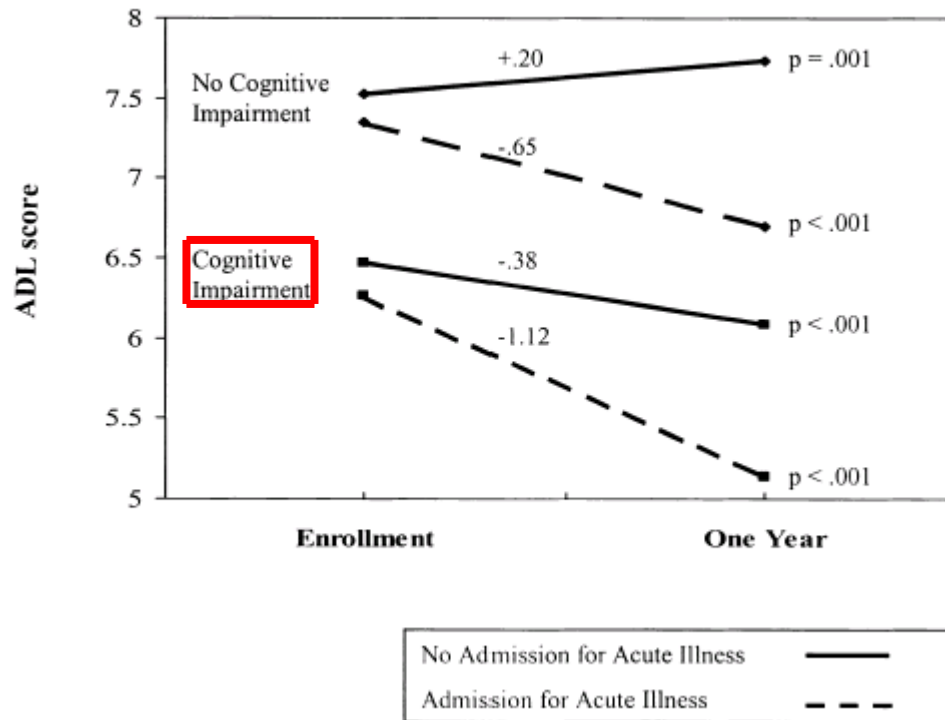 8
+.20
p = .001
No Cognitive
Impairment
7.5
-.65
7
p < .001
ADL score
6.5
Cognitive
Impairment
-.38
6
-1.12
p < .001
5.5
p < .001
5
Enrollment
One Year
No Admission for Acute Illness
Admission for Acute Illness